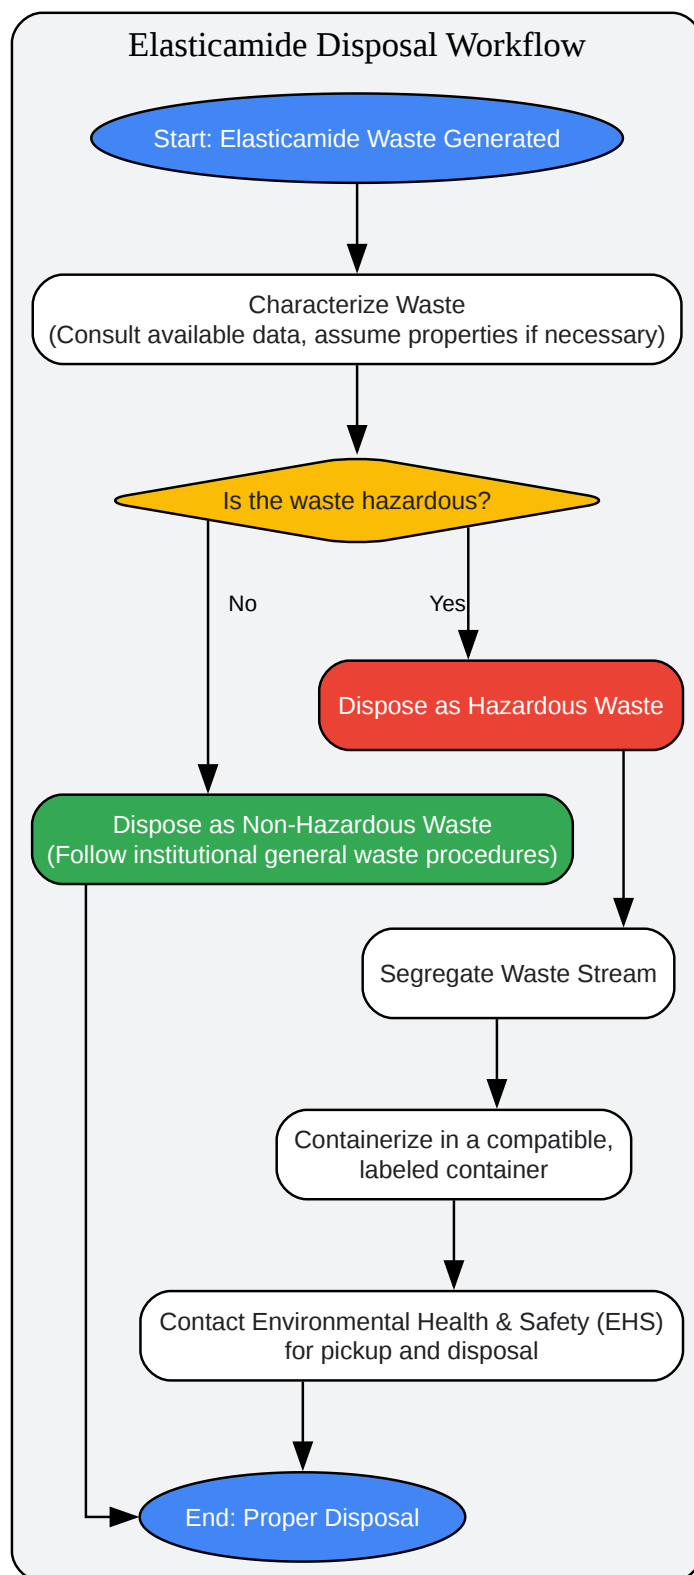 Elasticamide Disposal Workflow
Start: Elasticamide Waste Generated
Characterize Waste
(Consult available data, assume properties if necessary)
Is the waste hazardous?
No
Yes
Dispose as Hazardous Waste
Dispose as Non-Hazardous Waste
(Follow institutional general waste procedures)
Segregate Waste Stream
Containerize in a compatible,
labeled container
Contact Environmental Health & Safety (EHS)
for pickup and disposal
End: Proper Disposal